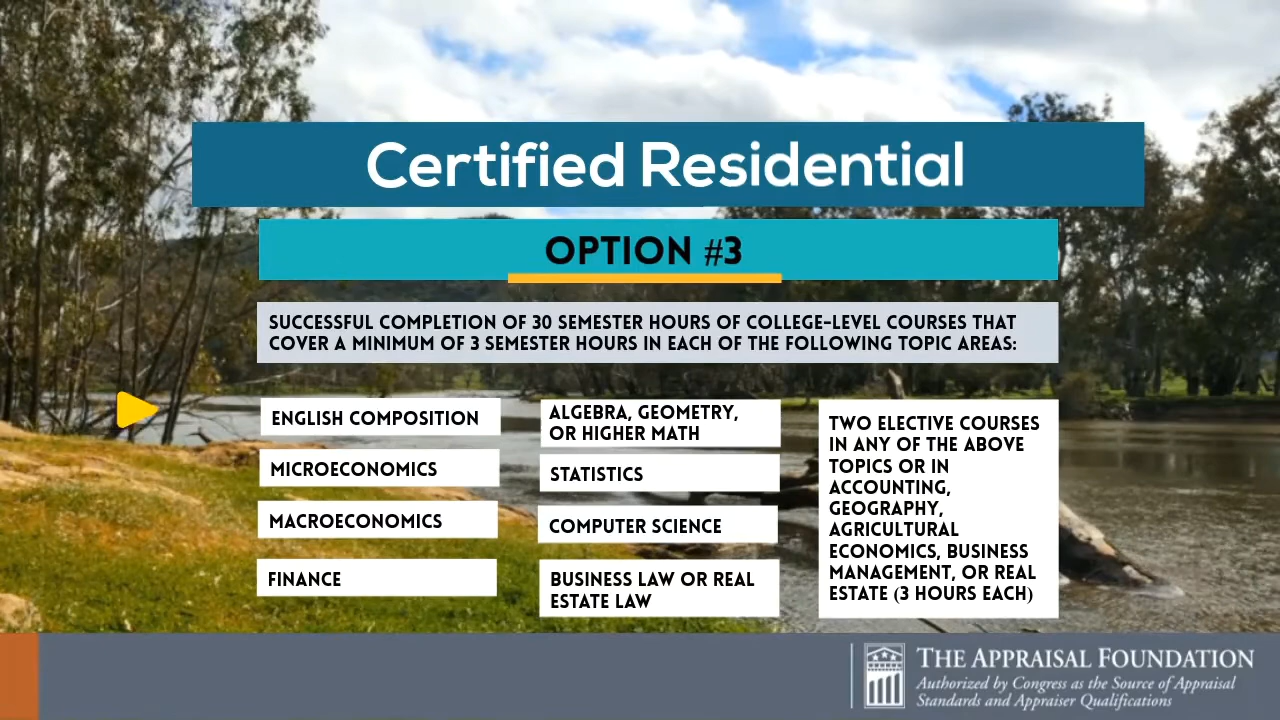 Certified Residential
OPTION #3
SUCCESSFUL COMPLETION OF 30 SEMESTER HOURS OF COLLEGE-LEVEL COURSES THAT
COVER A MINIMUM OF 3 SEMESTER HOURS IN EACH OF THE FOLLOWING TOPIC AREAS:
ENGLISH COMPOSITION
MICROECONOMICS
MACROECONOMICS
FINANCE
ALGEBRA, GEOMETRY,
OR HIGHER MATH
STATISTICS
COMPUTER SCIENCE
BUSINESS LAW OR REAL
ESTATE LAW
TWO ELECTIVE COURSES
IN ANY OF THE ABOVE
TOPICS OR IN
ACCOUNTING,
GEOGRAPHY,
AGRICULTURAL
ECONOMICS, BUSINESS
MANAGEMENT, OR REAL
ESTATE (3 HOURS EACH)
THE APPRAISAL FOUNDATION
Authorized by Congress as the Source of Appraisal
Standards and Appraiser Qualifications